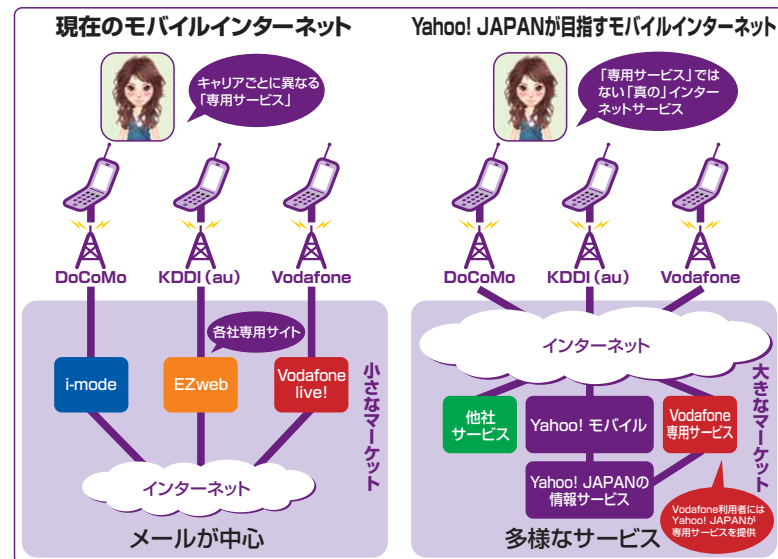 現在のモバイルインターネット
キャリアごとに異なる
「専用サービス」
DoCoMo
KDDI（au）
Vodafone
各社専用サイト
i-mode
EZweb
Vodafone
live!
小さなマーケット
インターネット
メールが中心
Yahoo! JAPANが目指すモバイルインターネット
「専用サービス」では
ない「真の」インター
ネットサービス
DoCoMo
KDDI（au）
Vodafone
インターネット
他社
サービス
Yahoo! モバイル
Vodafone
専用サービス
大きなマーケット
Yahoo! JAPANの
情報サービス
Vodafone利用者には
Yahoo! JAPANが
専用サービスを提供
多様なサービス